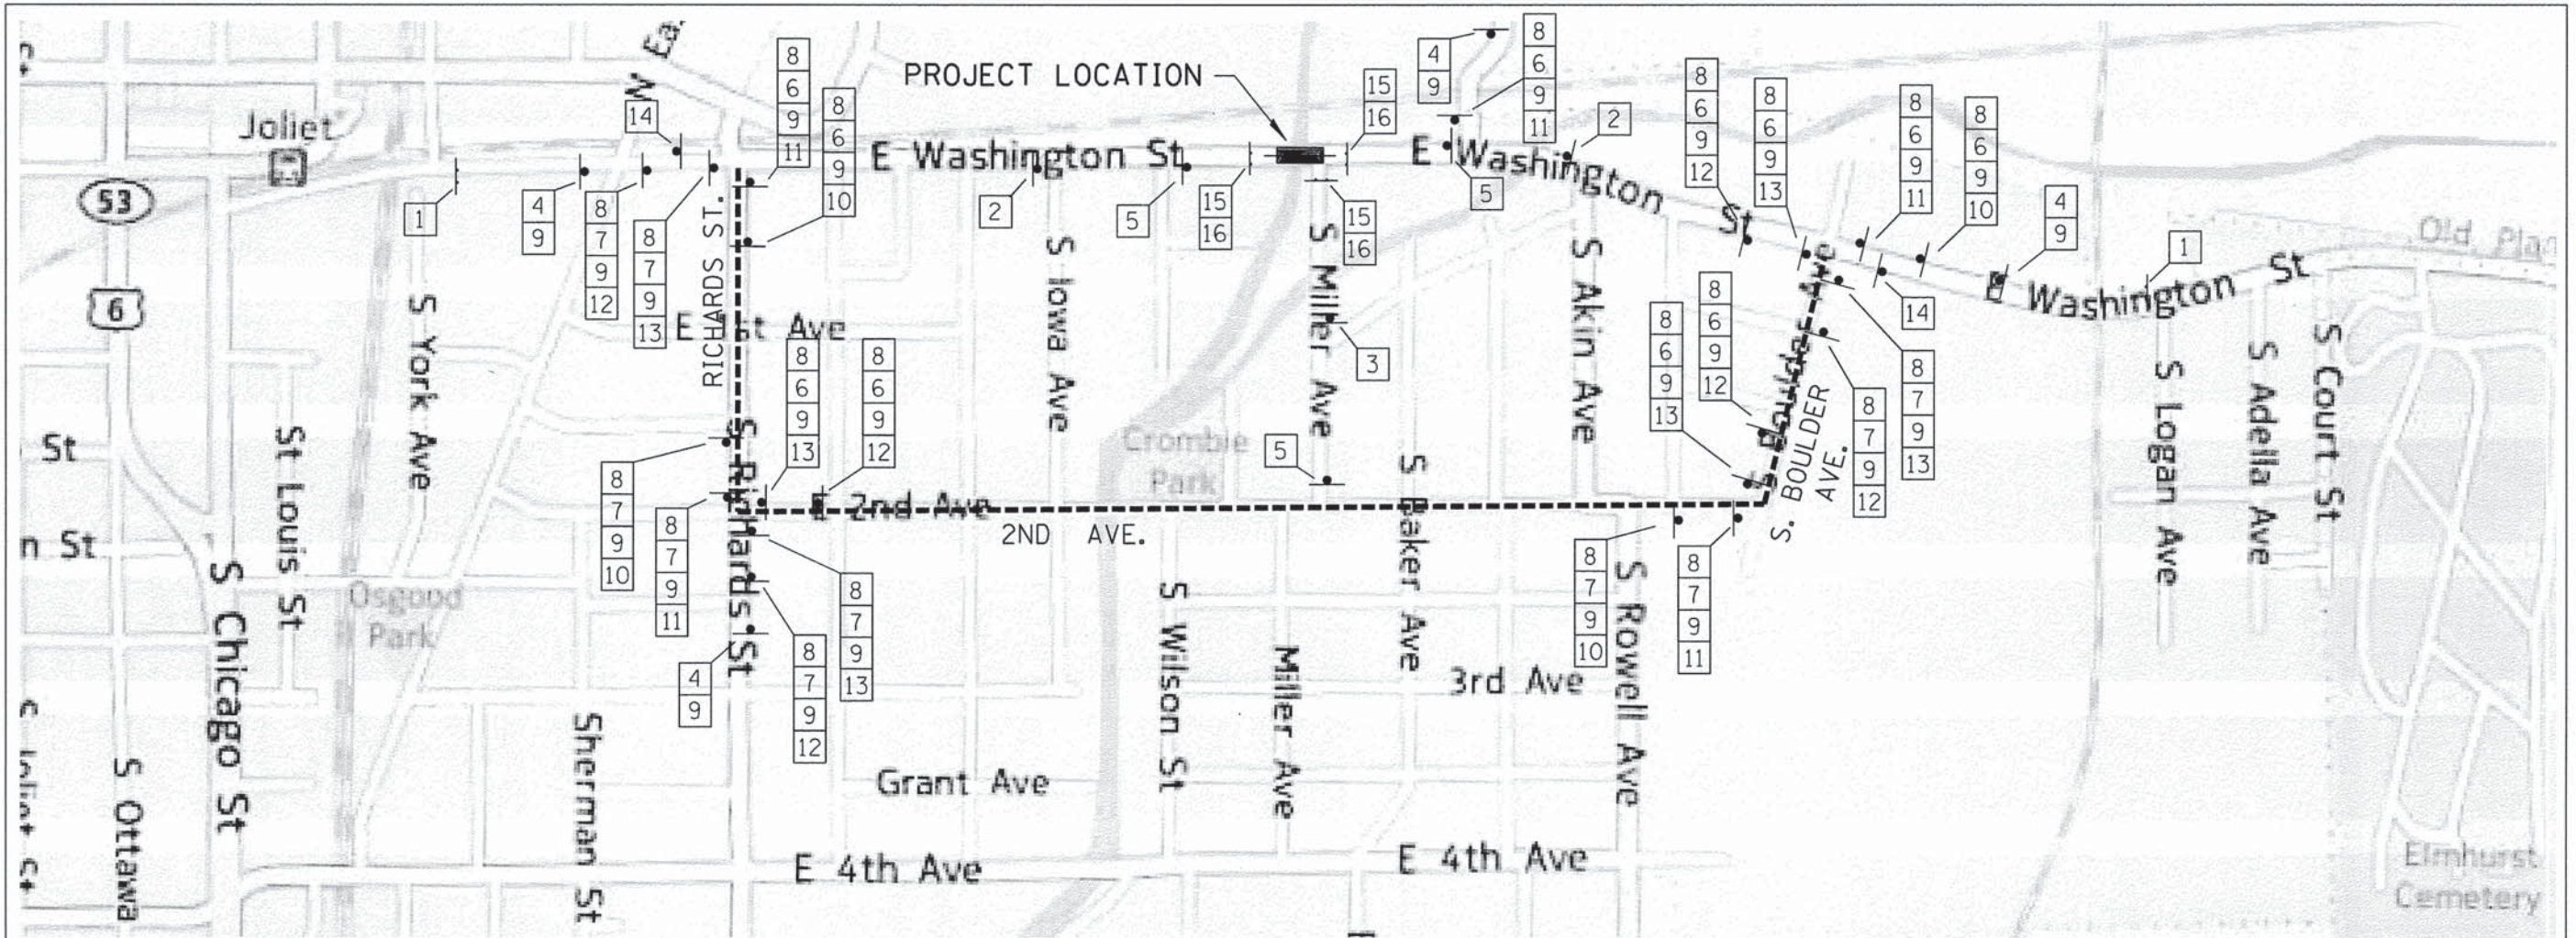 PROJECT LOCATION
Joliet
53
6
W Ea
E Washington St
E Washington St
Washington St
Old Plan
RICHARDS ST.
E 1st Ave
S York Ave
S Iowa Ave
S Miller Ave
S Akin Ave
S. BOULDER AVE.
S Logan Ave
S Adella Ave
S Court St
St
St Louis St
n St
S Chicago St
S Ottawa
Osgood Park
S Richards St
E 2nd Ave
2ND AVE.
Crombie Park
S Baker Ave
S Wilson St
Miller Ave
S Rowell Ave
3rd Ave
Sherman St
Grant Ave
E 4th Ave
E 4th Ave
Elmhurst Cemetery
1
4
9
8
7
9
12
8
7
9
13
14
8
6
9
11
8
6
9
10
2
5
15
16
15
16
15
16
4
9
8
6
9
11
5
2
8
6
9
12
8
6
9
13
8
6
9
11
8
6
9
10
4
9
1
14
8
7
9
13
8
7
9
12
8
6
9
12
8
6
9
13
3
5
8
6
9
13
8
6
9
12
8
7
9
10
8
7
9
11
8
7
9
13
8
7
9
12
4
9
8
7
9
10
8
7
9
11